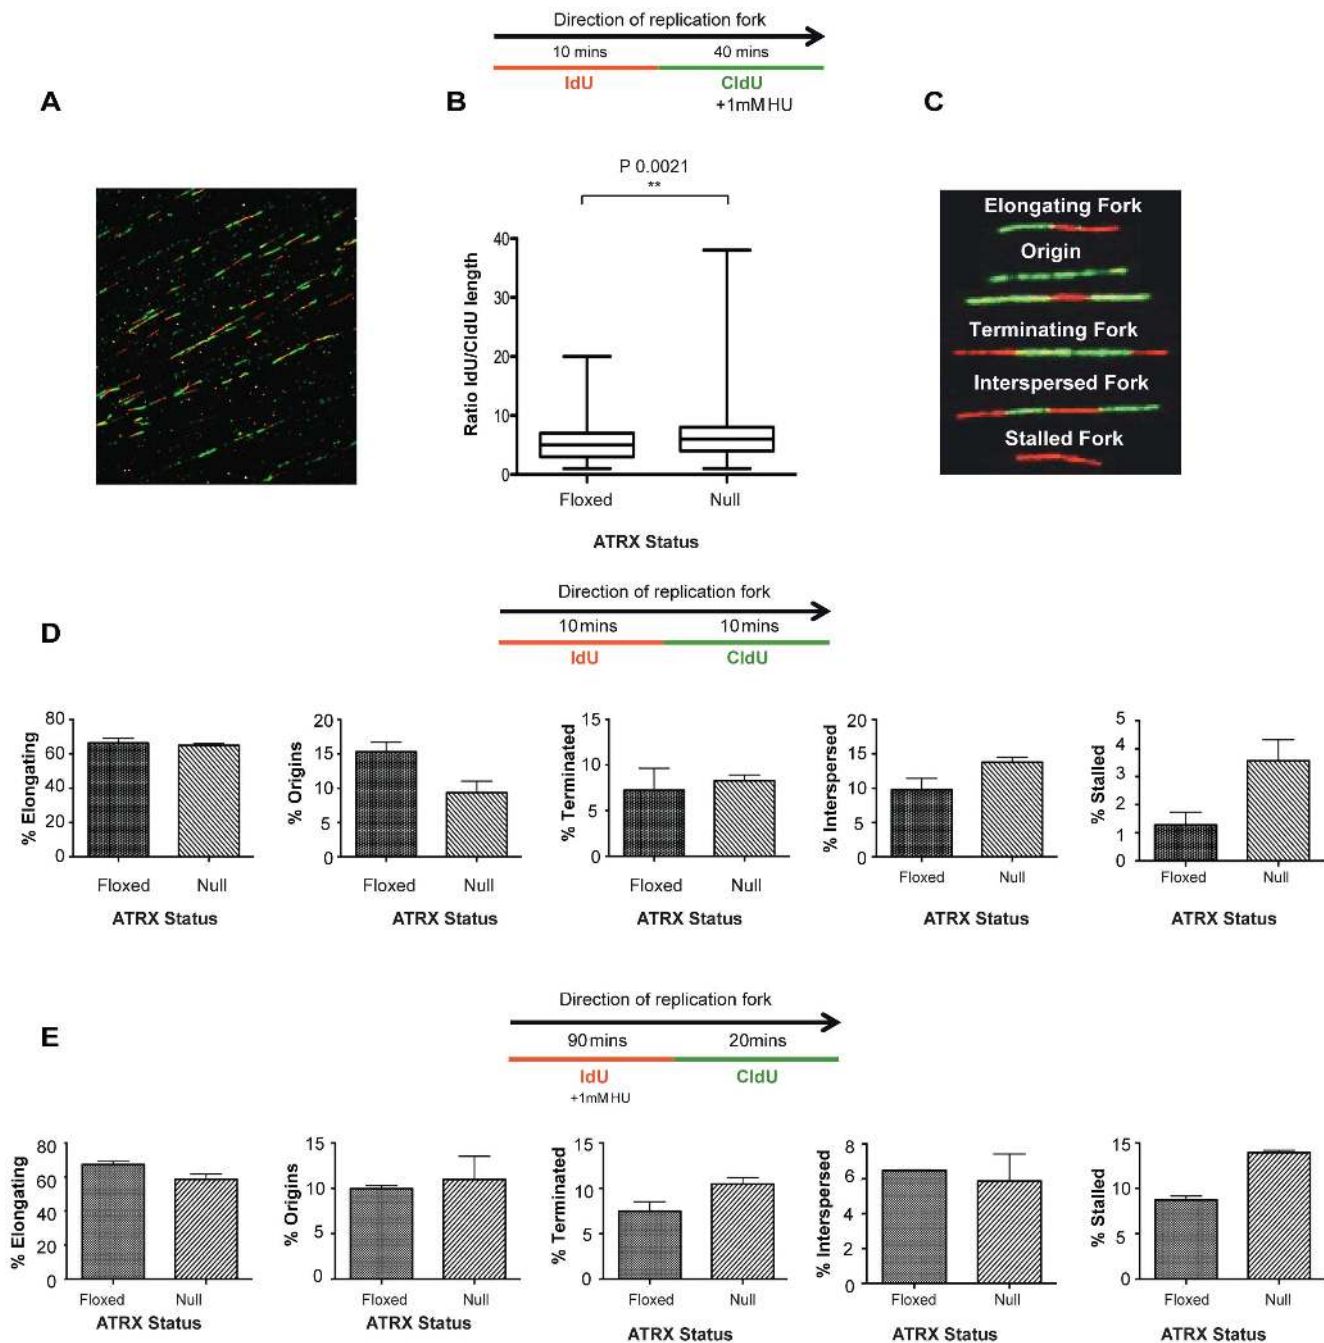 Direction of replication fork
10 mins 40 mins
IdU CldU
+1mM HU
A B C
P 0.0021
**
Ratio IdU/CldU length
40
30
20
10
0
Floxed Null
ATRX Status
Elongating Fork
Origin
Terminating Fork
Interspersed Fork
Stalled Fork
Direction of replication fork
D
10mins 10mins
IdU CldU
% Elongating
80
60
40
20
0
Floxed Null
ATRX Status
% Origins
20
15
10
5
0
Floxed Null
ATRX Status
% Terminated
15
10
5
0
Floxed Null
ATRX Status
% Interspersed
20
15
10
5
0
Floxed Null
ATRX Status
% Stalled
5
4
3
2
1
0
Floxed Null
ATRX Status
Direction of replication fork
E
90mins 20mins
IdU CldU
+1mM HU
% Elongating
80
60
40
20
0
Floxed Null
ATRX Status
% Origins
15
10
5
0
Floxed Null
ATRX Status
% Terminated
15
10
5
0
Floxed Null
ATRX Status
% Interspersed
8
6
4
2
0
Floxed Null
ATRX Status
% Stalled
15
10
5
0
Floxed Null
ATRX Status